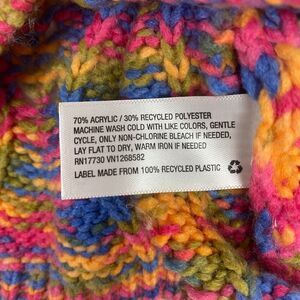 70% ACRYLIC / 30% RECYCLED POLYESTER
MACHINE WASH COLD WITH LIKE COLORS, GENTLE
CYCLE, ONLY NON-CHLORINE BLEACH IF NEEDED,
LAY FLAT TO DRY, WARM IRON IF NEEDED
RN17730 VN1268582
LABEL MADE FROM 100% RECYCLED PLASTIC